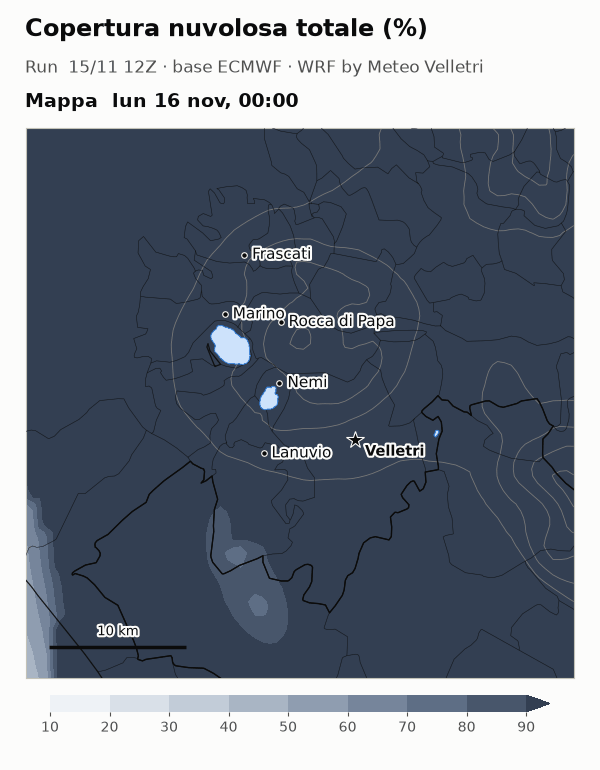 Copertura nuvolosa totale (%)
Run 15/11 12Z · base ECMWF · WRF by Meteo Velletri
Mappa lun 16 nov, 00:00
Frascati
Marino
Rocca di Papa
Nemi
Velletri
Lanuvio
10 km
10 20 30 40 50 60 70 80 90